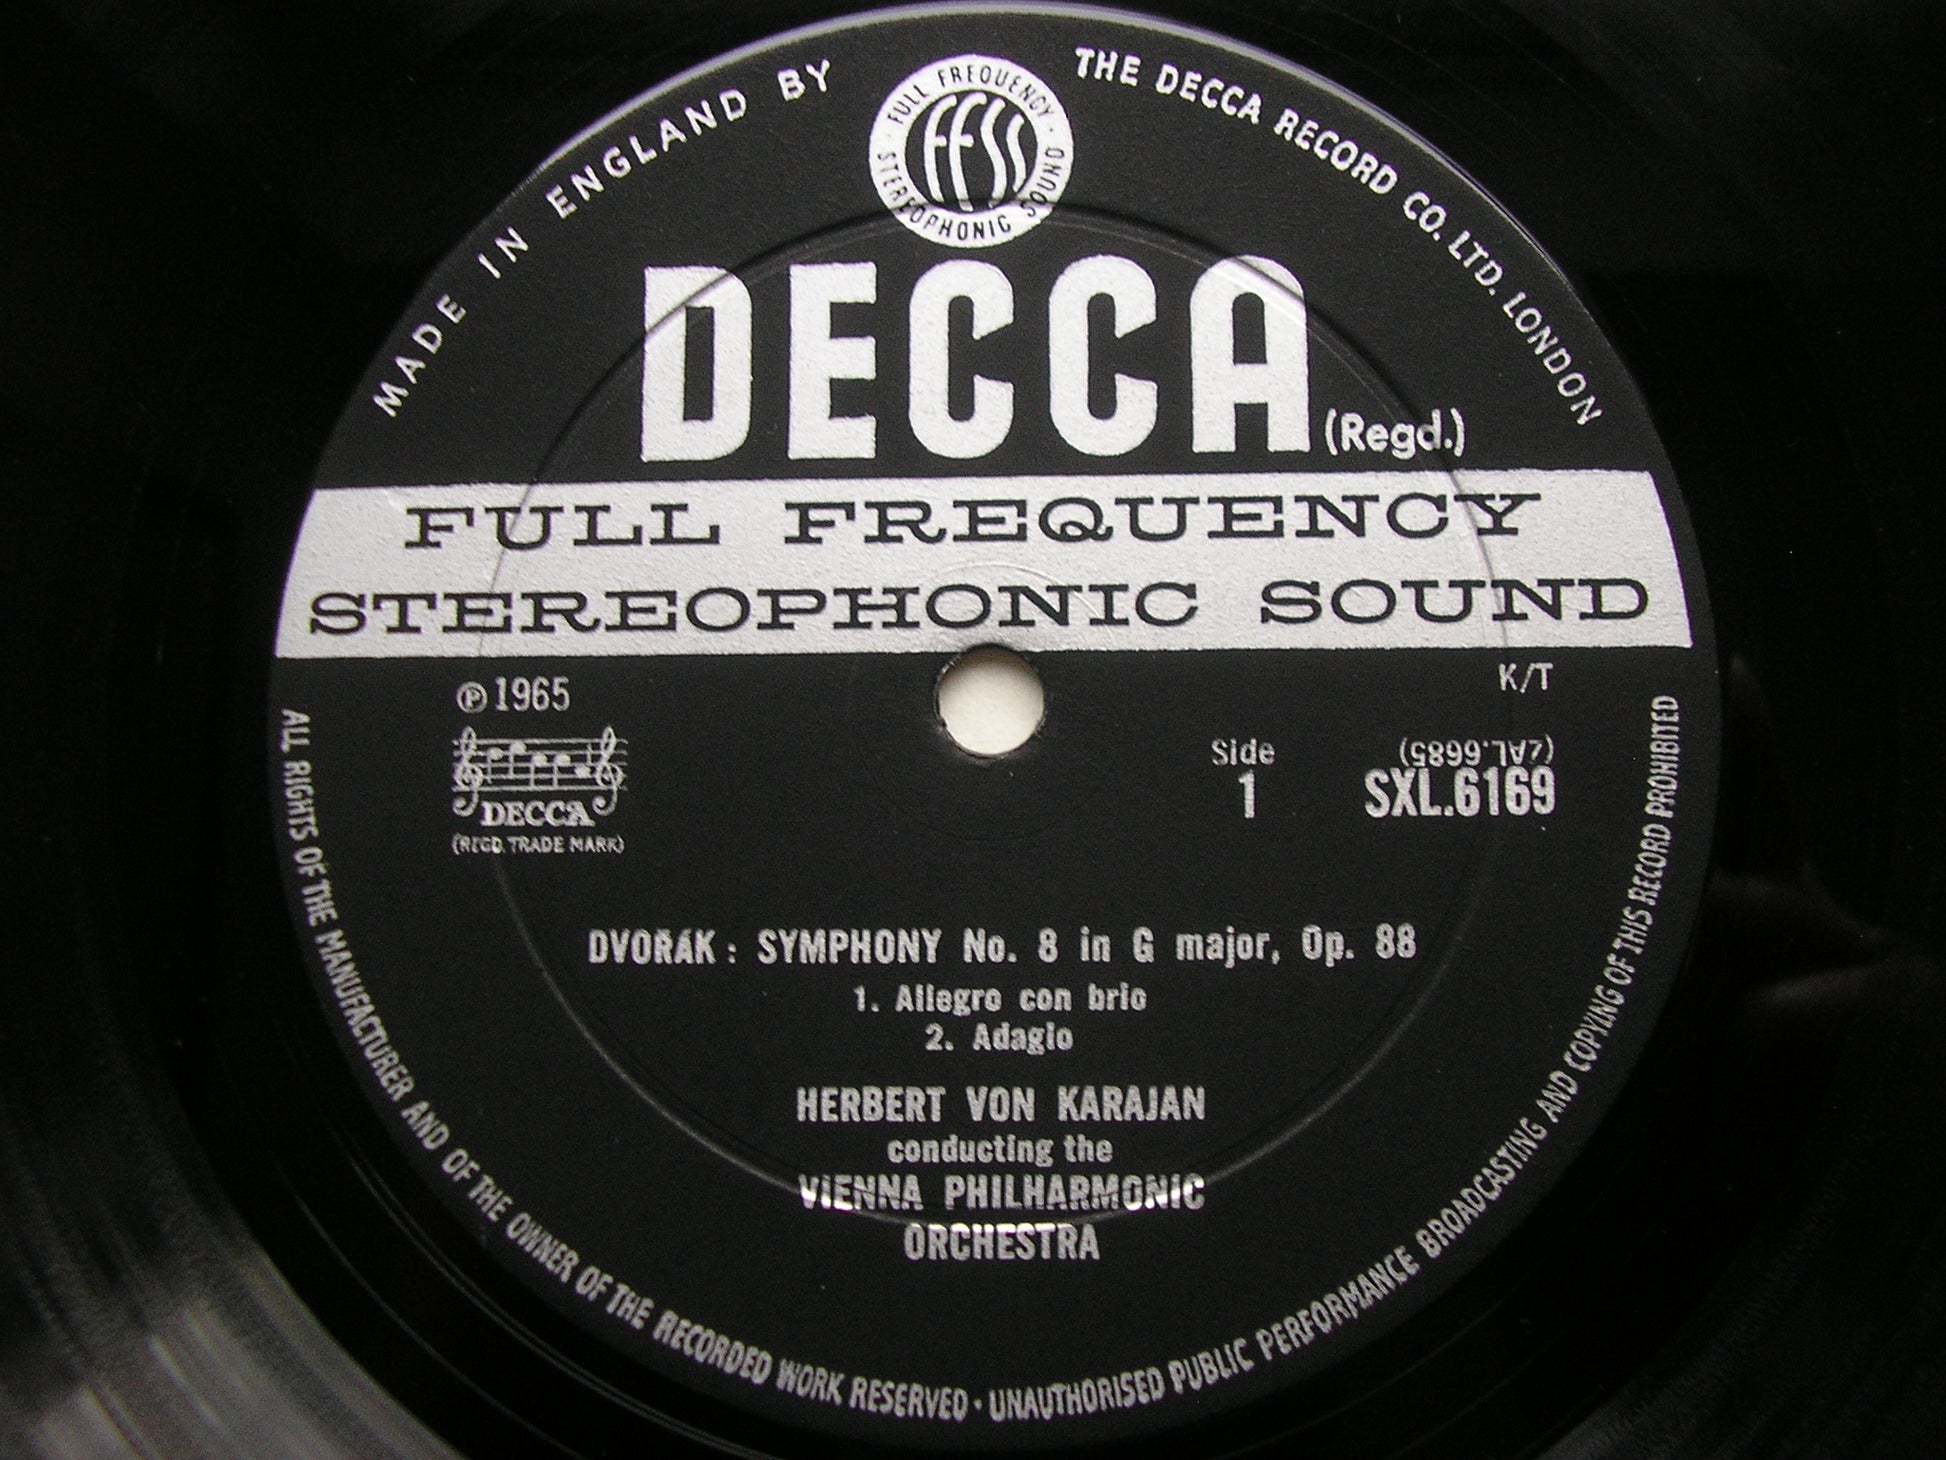 MADE IN ENGLAND BY
THE DECCA RECORD CO. LTD. LONDON
FULL FREQUENCY
ffss
STEREOPHONIC SOUND
DECCA (Regd.)
FULL FREQUENCY
STEREOPHONIC SOUND
K/T
℗1965
DECCA
(REGD. TRADE MARK)
Side
1
(ZAL.6685)
SXL.6169
DVOŘÁK : SYMPHONY No. 8 in G major, Op. 88
1. Allegro con brio
2. Adagio
HERBERT VON KARAJAN
conducting the
VIENNA PHILHARMONIC
ORCHESTRA
ALL RIGHTS OF THE MANUFACTURER AND OF THE OWNER OF THE RECORDED WORK RESERVED · UNAUTHORISED PUBLIC PERFORMANCE BROADCASTING AND COPYING OF THIS RECORD PROHIBITED